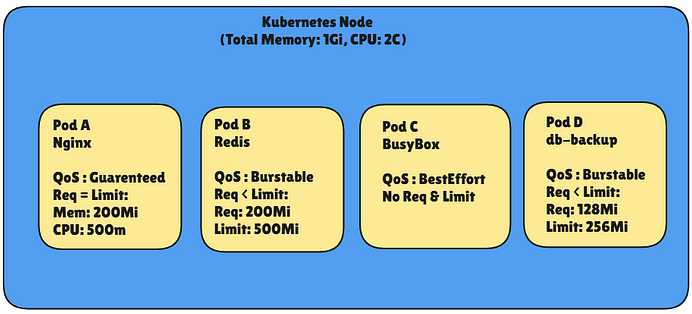 Kubernetes Node
(Total Memory: 1Gi, CPU: 2C)
Pod A
Nginx
QoS : Guarenteed
Req = Limit:
Mem: 200Mi
CPU: 500m
Pod B
Redis
QoS : Burstable
Req < Limit:
Req: 200Mi
Limit: 500Mi
Pod C
BusyBox
QoS : BestEffort
No Req & Limit
Pod D
db-backup
QoS : Burstable
Req < Limit:
Req: 128Mi
Limit: 256Mi